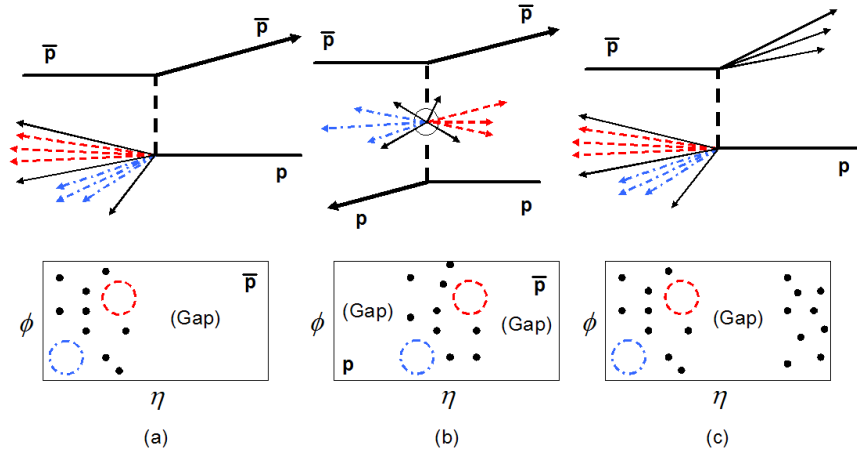 p̅ p̅
p
(a)
p̅ p̅
p p
(b)
p̅
p
(c)
ϕ (Gap) p̅
η
ϕ (Gap) (Gap) p̅
p
η
ϕ (Gap)
η